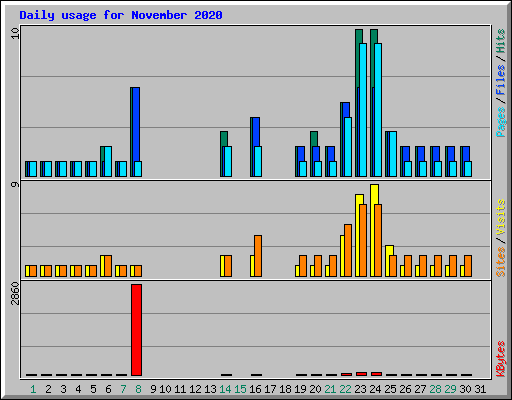 Daily usage for November 2020
10
Pages / Files / Hits
9
Sites / Visits
2860
KBytes
1 2 3 4 5 6 7 8 9 10 11 12 13 14 15 16 17 18 19 20 21 22 23 24 25 26 27 28 29 30 31